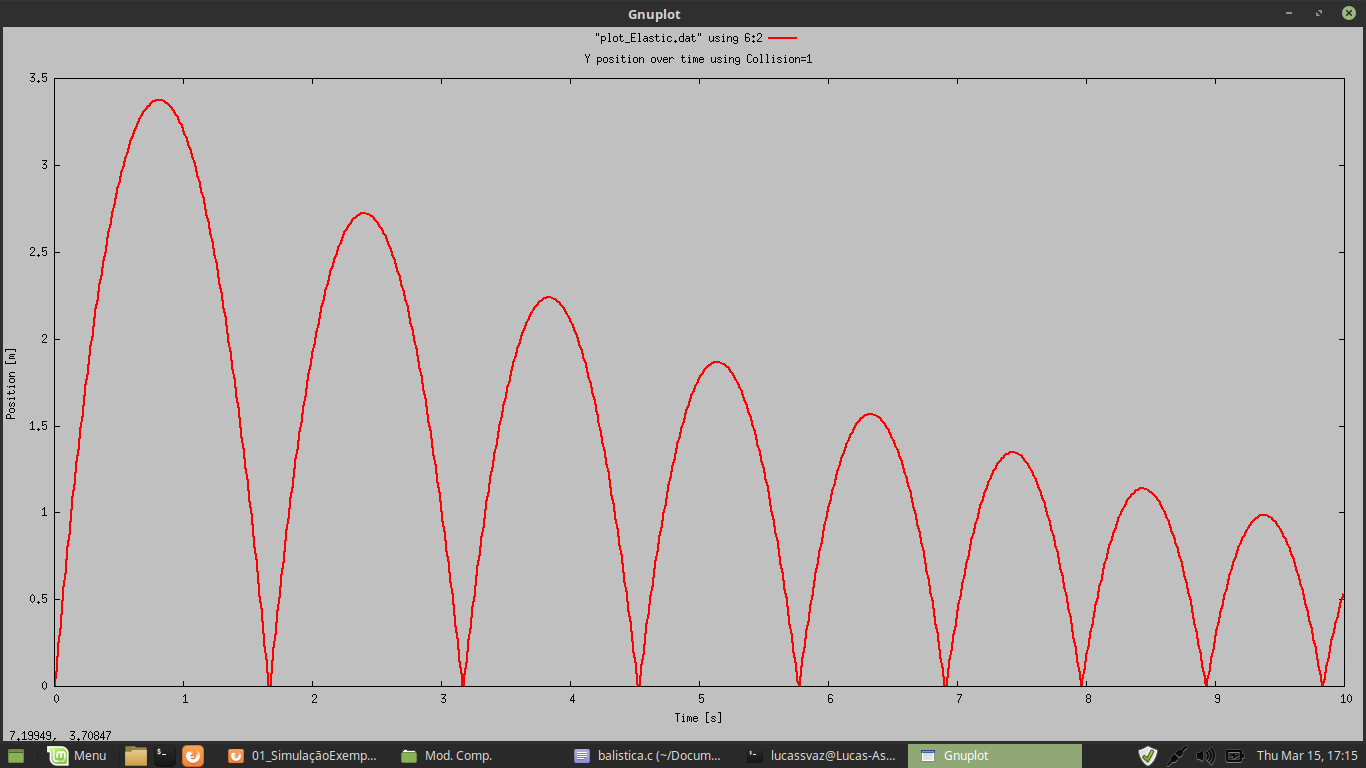 Gnuplot
"plot_Elastic.dat" using 6:2
Y position over time using Collision=1
3.5
3
2.5
2
1.5
1
0.5
0
Position [m]
0 1 2 3 4 5 6 7 8 9 10
Time [s]
7.19949, 3.70847
Menu 01_SimulaçãoExemp... Mod. Comp. balistica.c (~/Docum... lucassvaz@Lucas-As... Gnuplot Thu Mar 15, 17:15